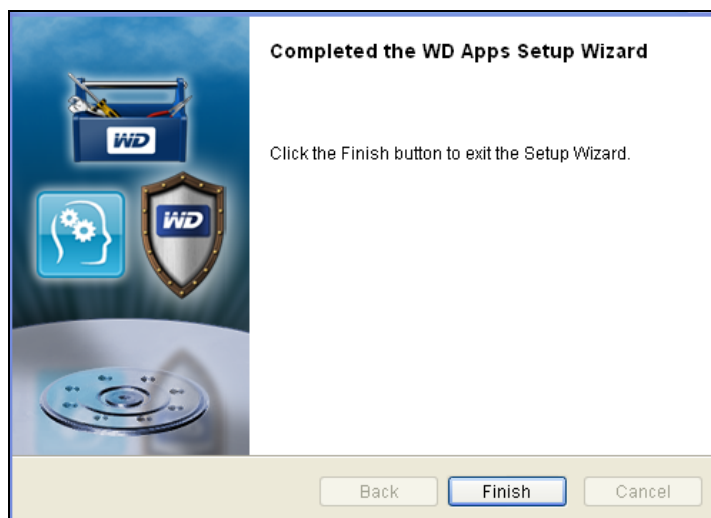 Completed the WD Apps Setup Wizard
Click the Finish button to exit the Setup Wizard.
WD
WD
Back
Finish
Cancel